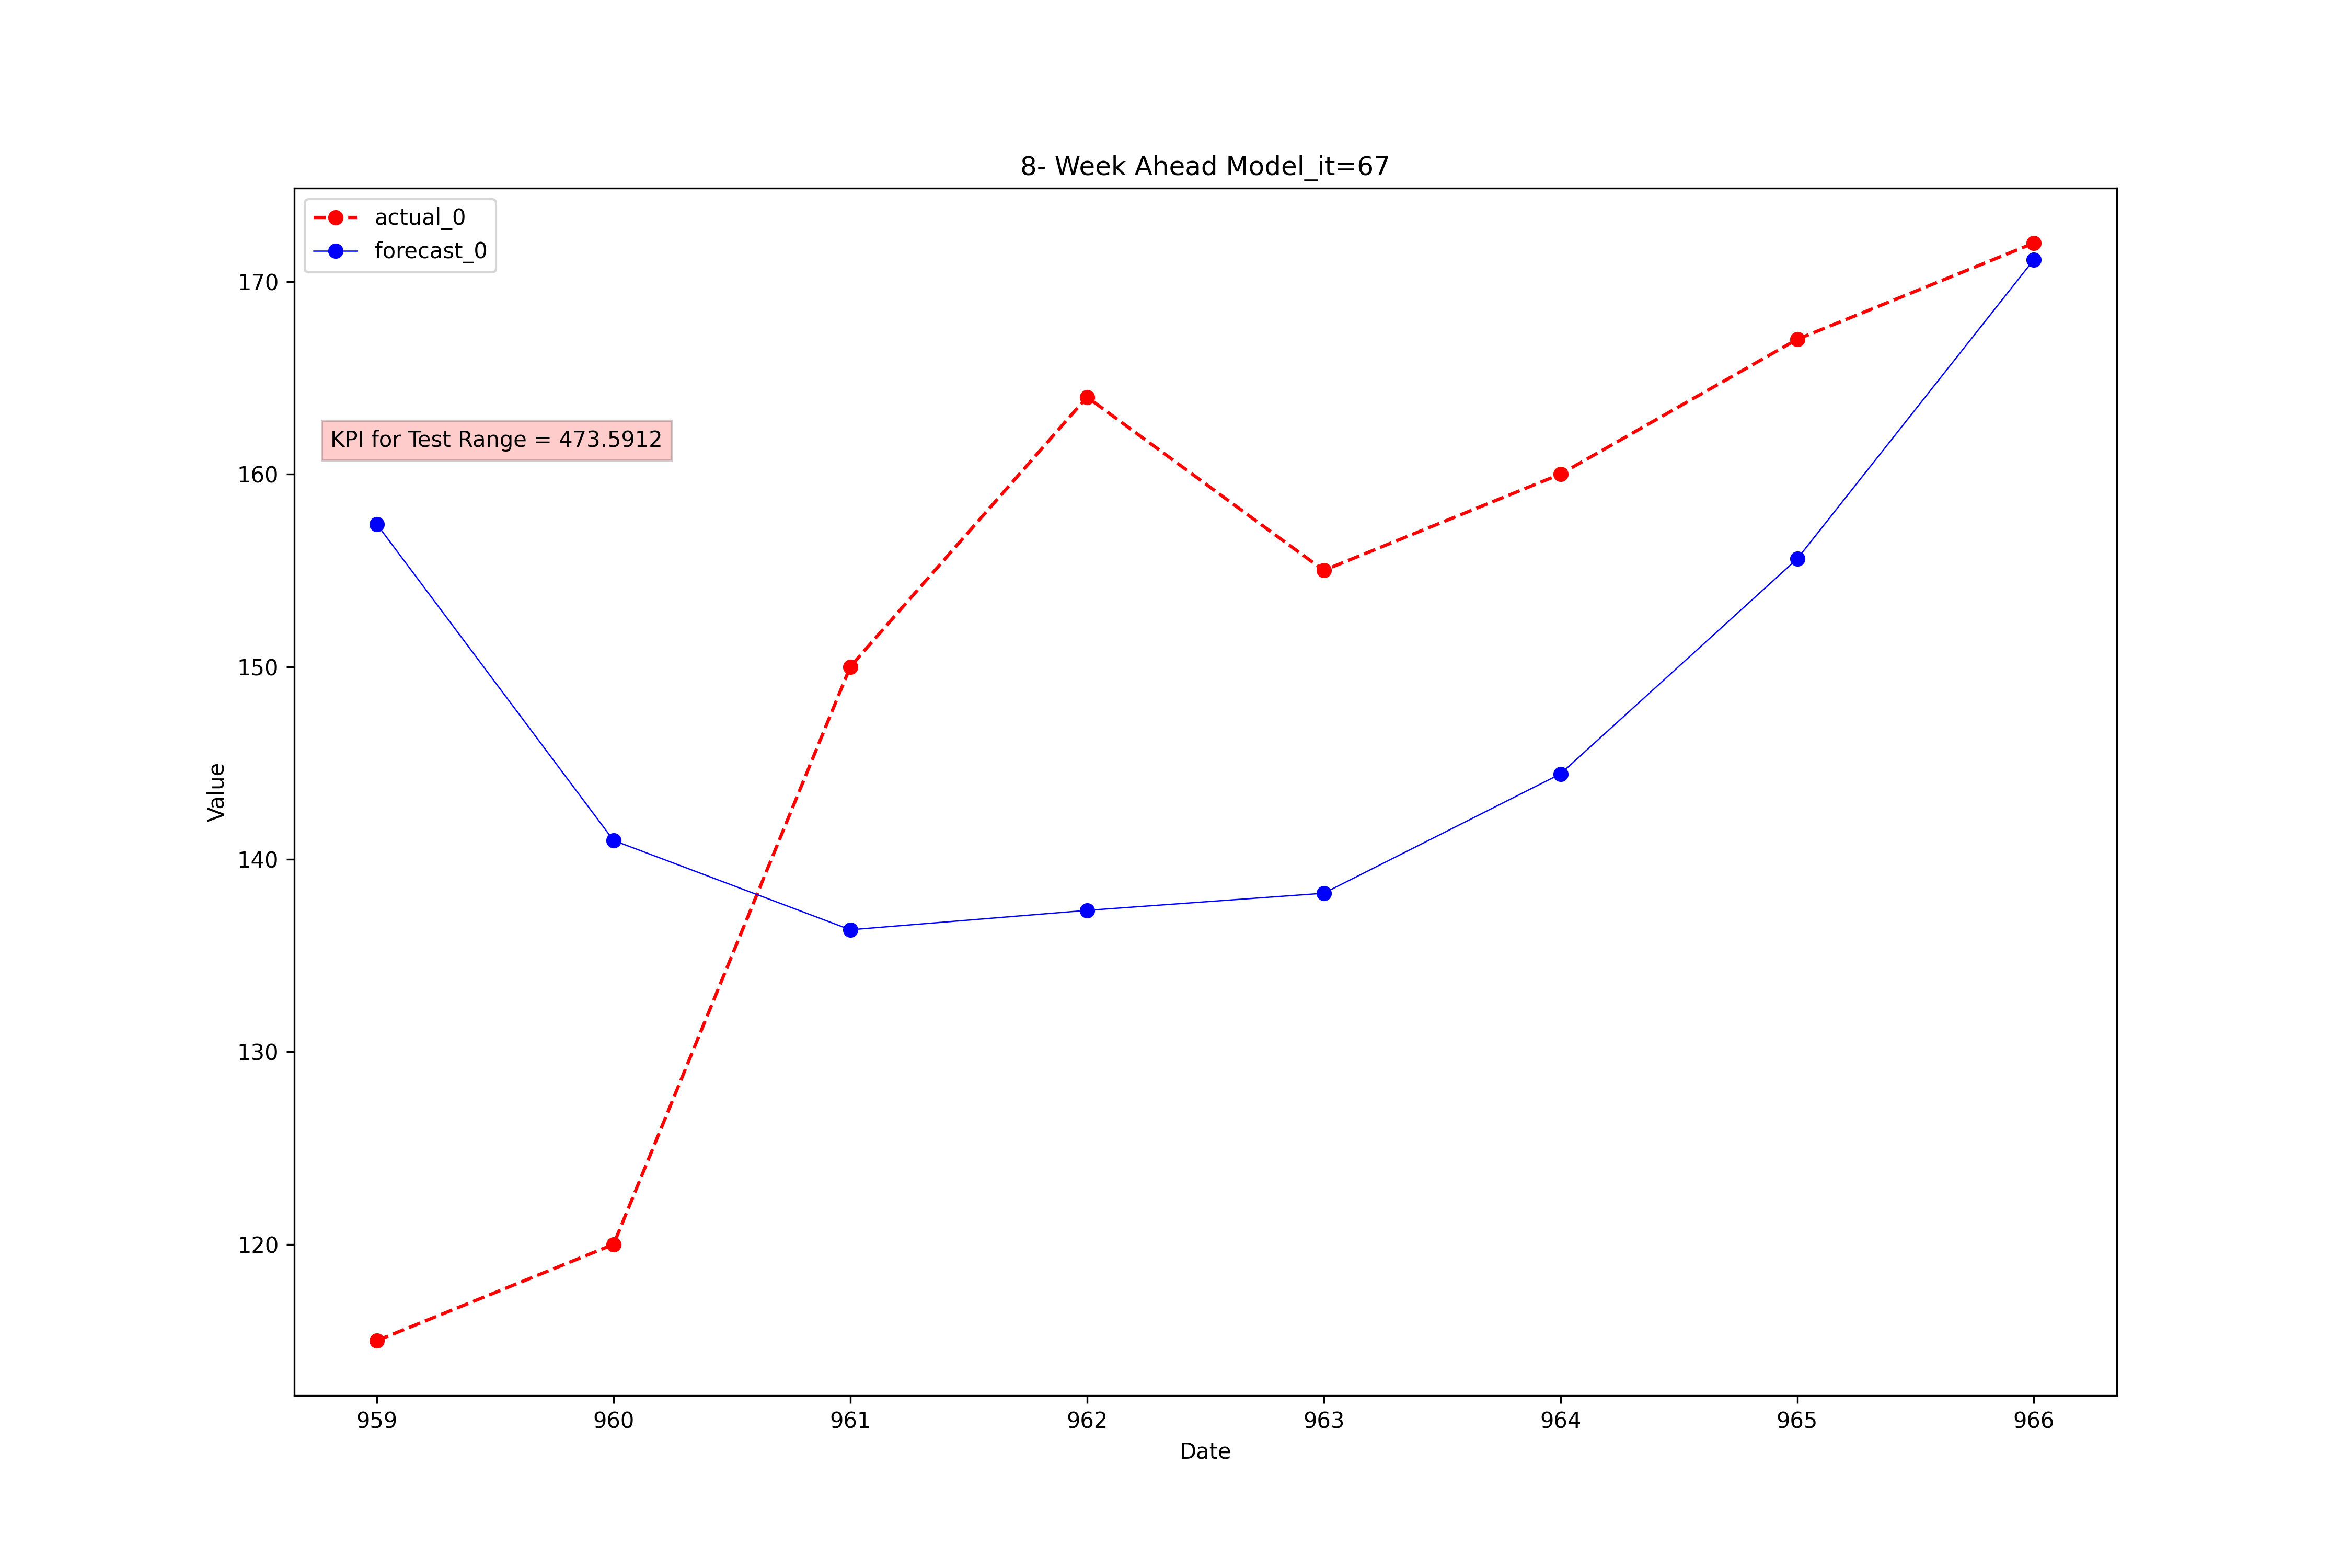 8- Week Ahead Model_it=67
actual_0
forecast_0
KPI for Test Range = 473.5912
170
160
150
140
130
120
Value
959 960 961 962 963 964 965 966
Date